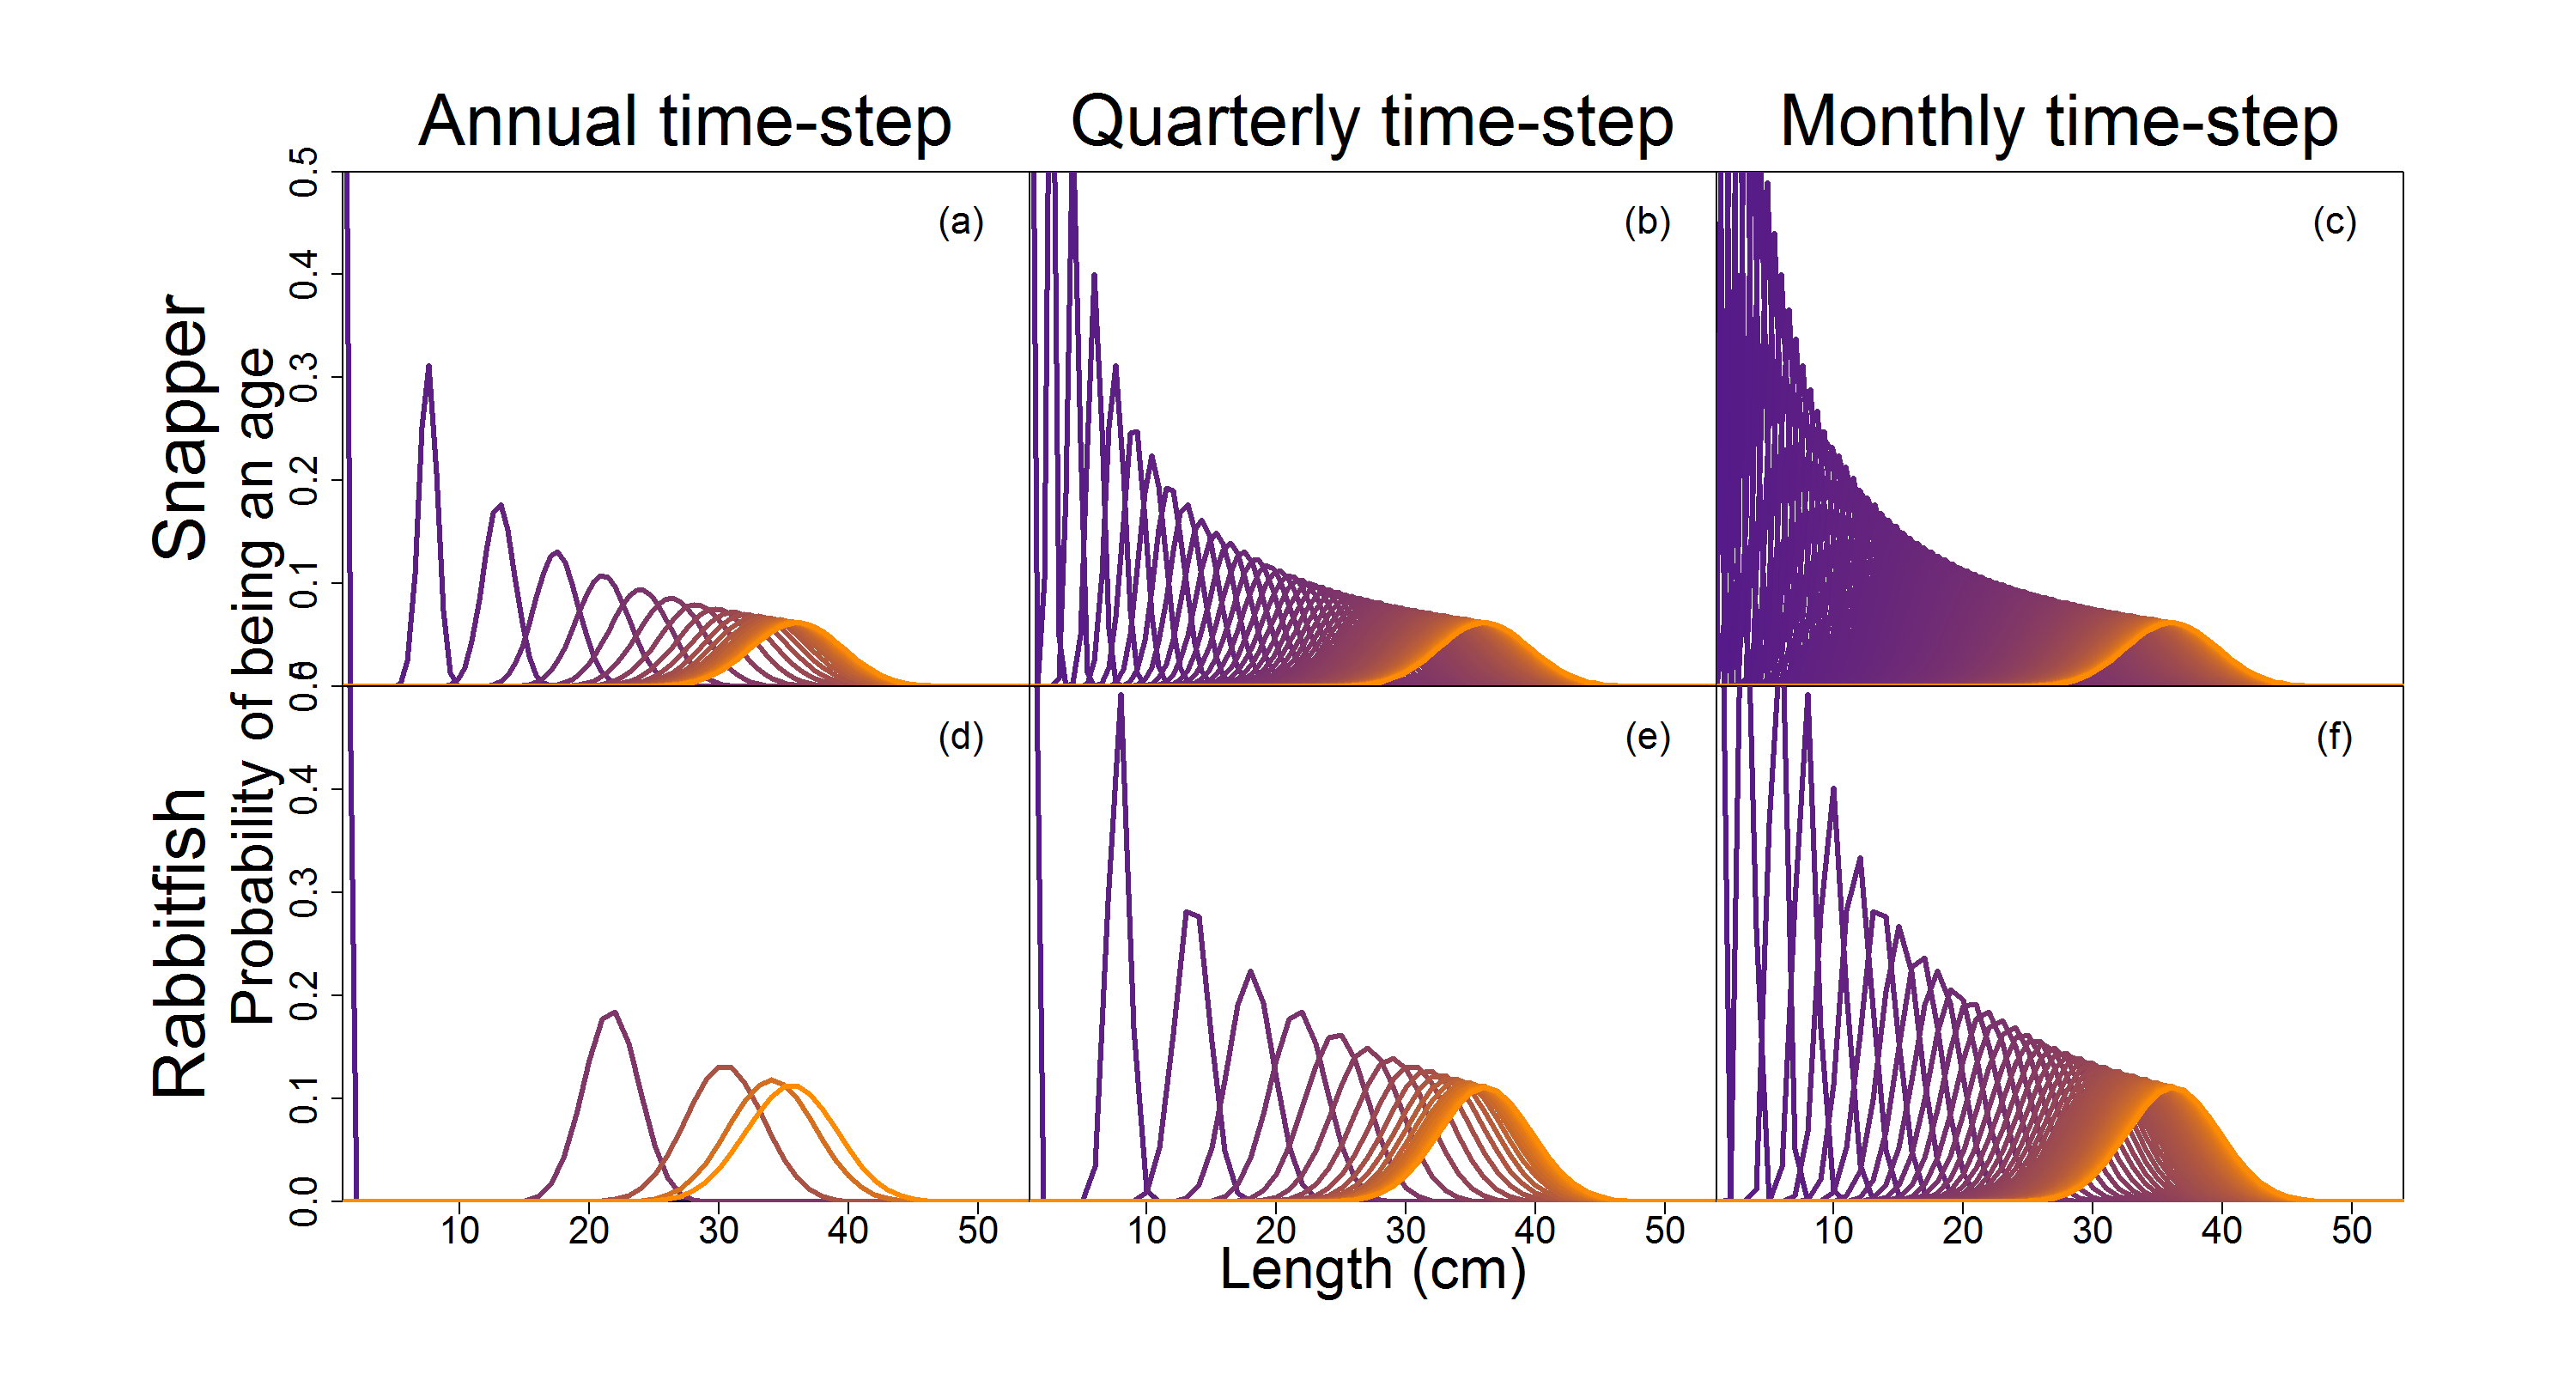 Annual time-step Quarterly time-step Monthly time-step
Snapper
Rabbitfish
Probability of being an age
0.5
0.4
0.3
0.2
0.1
0.0
0.4
0.3
0.2
0.1
0.0
(a) (b) (c)
(d) (e) (f)
10 20 30 40 50 10 20 30 40 50 10 20 30 40 50
Length (cm)